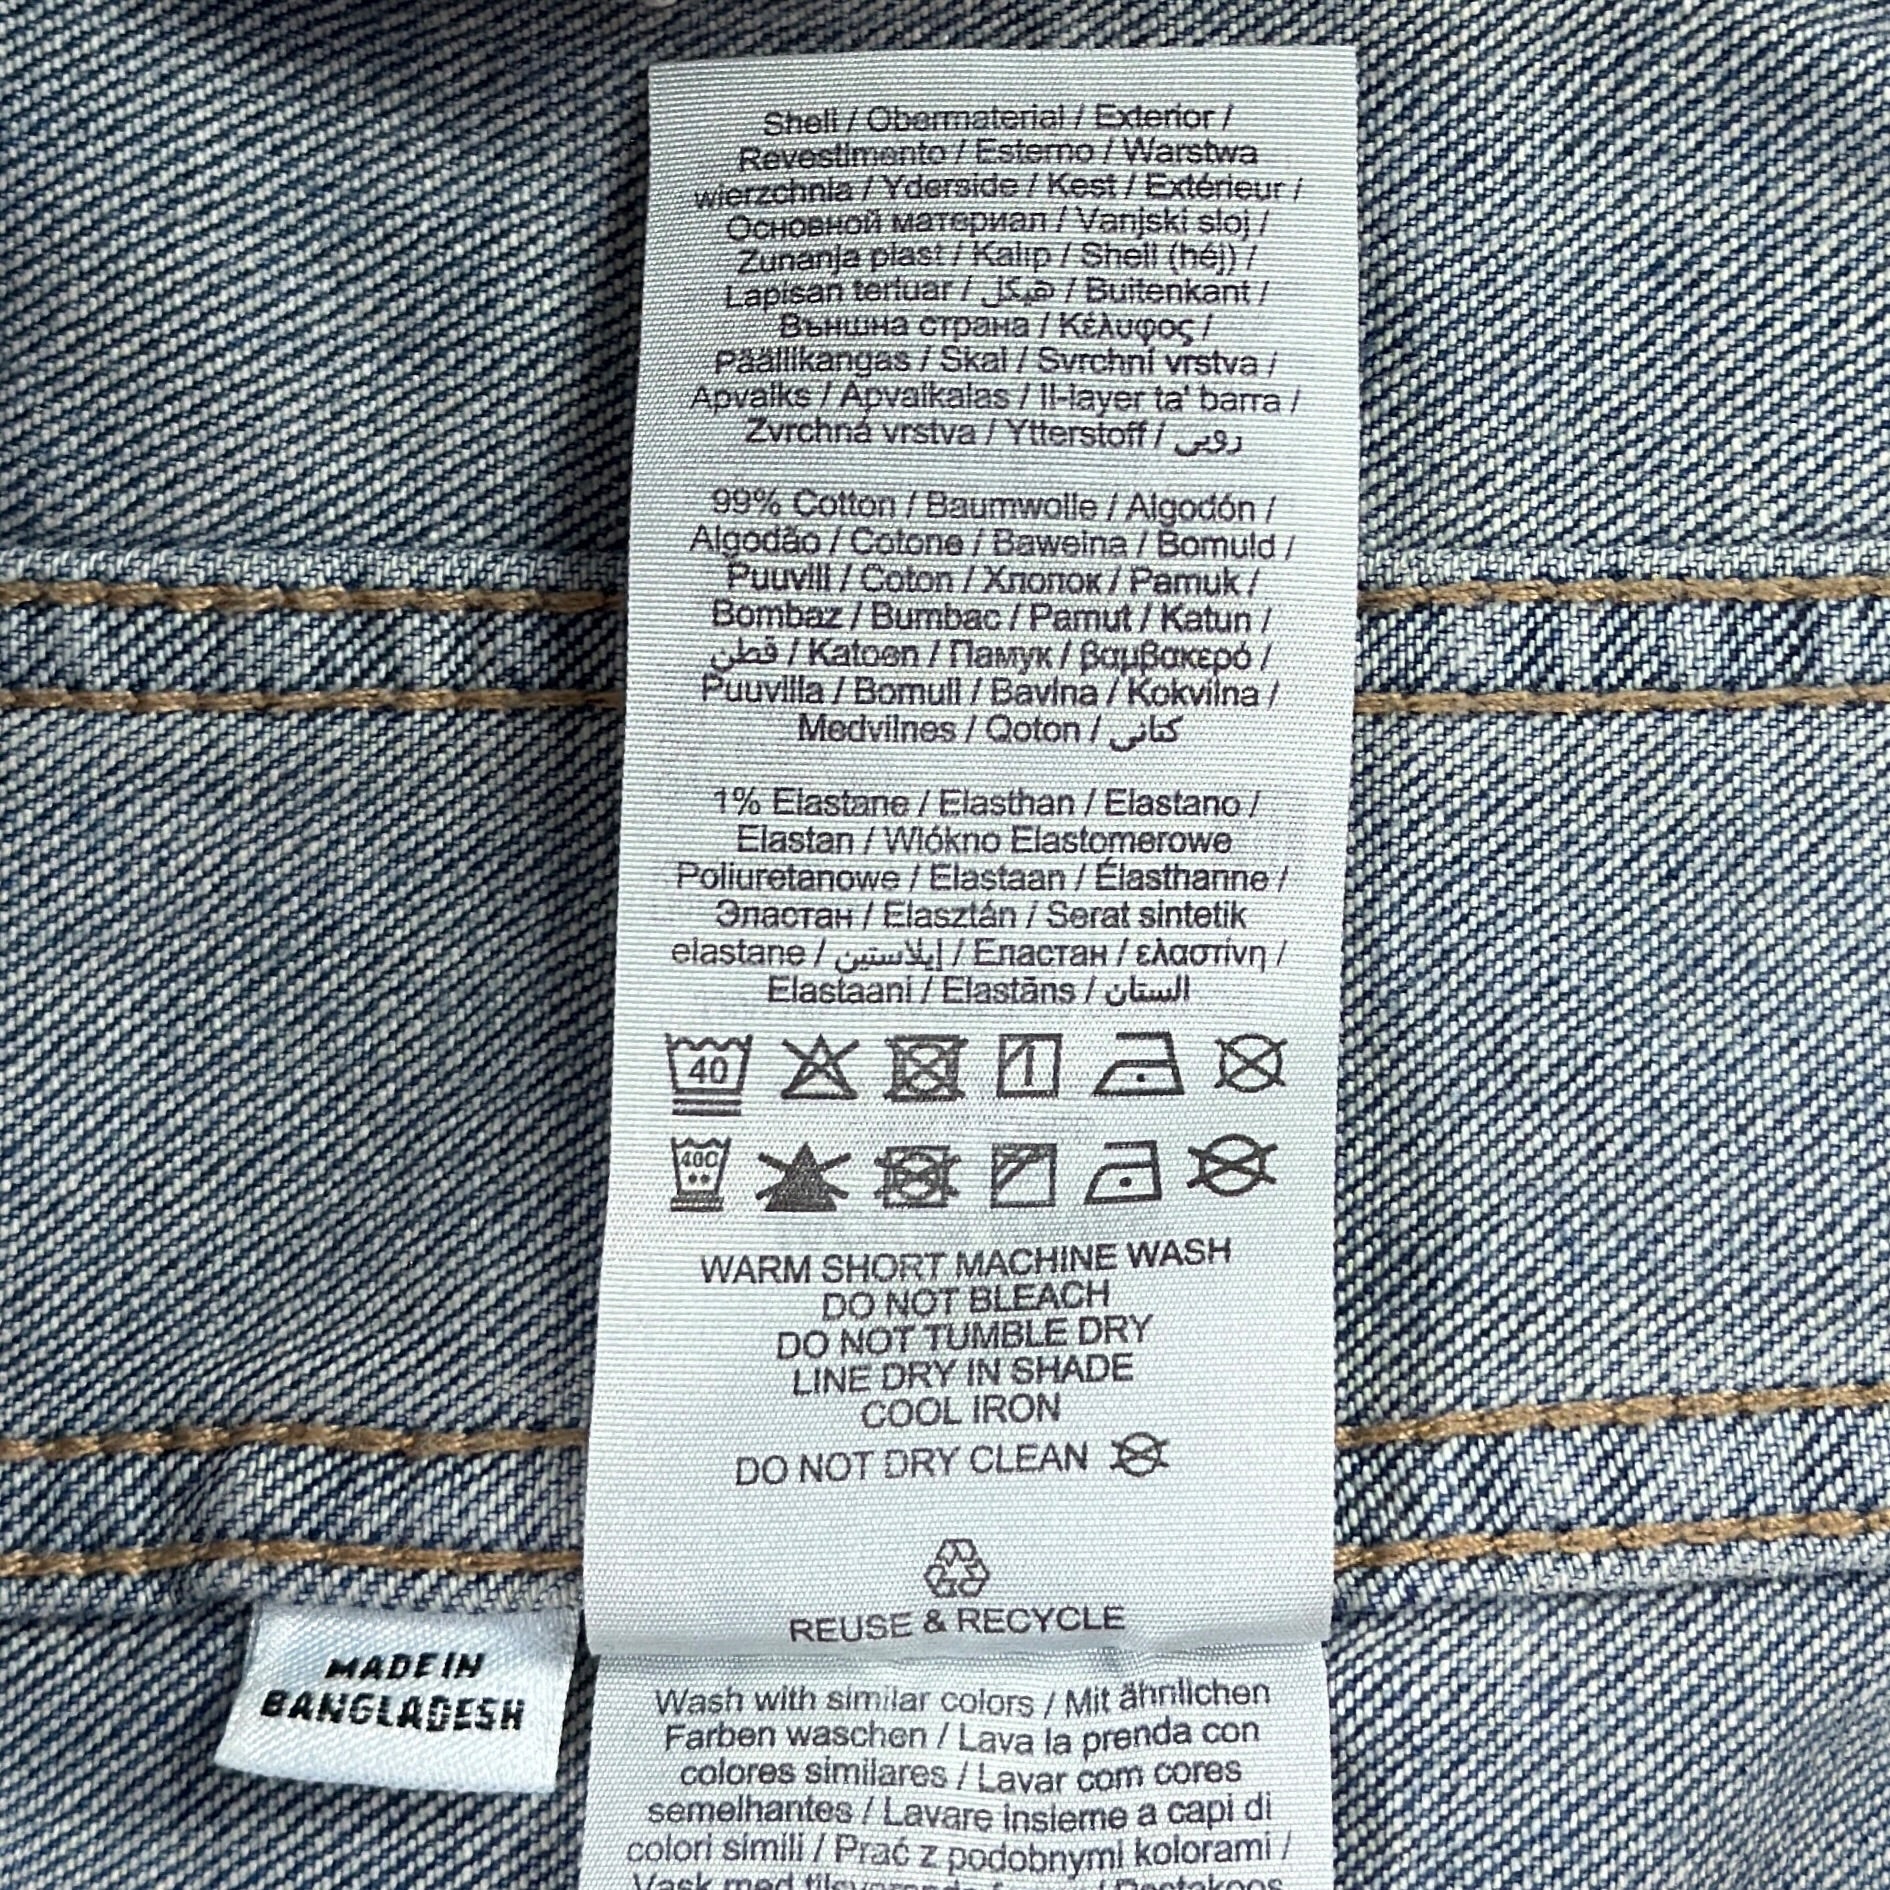 Shell / Obermaterial / Exterior /
Revestimento / Esterno / Warstwa
wierzchnia / Yderside / Kest / Extérieur /
Основной материал / Vanjski sloj /
Zunanja plast / Kalıp / Shell (héj) /
Lapisan terluar / هيكل / Buitenkant /
Външна страна / Κέλυφος /
Päällikangas / Skal / Svrchní vrstva /
Apvalks / Apvalkalas / Il-layer ta' barra /
Zvrchná vrstva / Ytterstoff / رویی
99% Cotton / Baumwolle / Algodón /
Algodão / Cotone / Bawełna / Bomuld /
Puuvill / Coton / Хлопок / Pamuk /
Bombaz / Bumbac / Pamut / Katun /
قطن / Katoen / Памук / βαμβακερό /
Puuvilla / Bomull / Bavlna / Kokvilna /
Medvilnės / Qoton / کتانی
1% Elastane / Elasthan / Elastano /
Elastan / Włókno Elastomerowe
Poliuretanowe / Elastaan / Élasthanne /
Эластан / Elasztán / Serat sintetik
elastane / إيلاستين / Еластан / ελαστίνη /
Elastaani / Elastāns / الستان
40
40C
WARM SHORT MACHINE WASH
DO NOT BLEACH
DO NOT TUMBLE DRY
LINE DRY IN SHADE
COOL IRON
DO NOT DRY CLEAN
REUSE & RECYCLE
MADE IN
BANGLADESH
Wash with similar colors / Mit ähnlichen
Farben waschen / Lava la prenda con
colores similares / Lavar com cores
semelhantes / Lavare insieme a capi di
colori simili / Prać z podobnymi kolorami /
Vask med